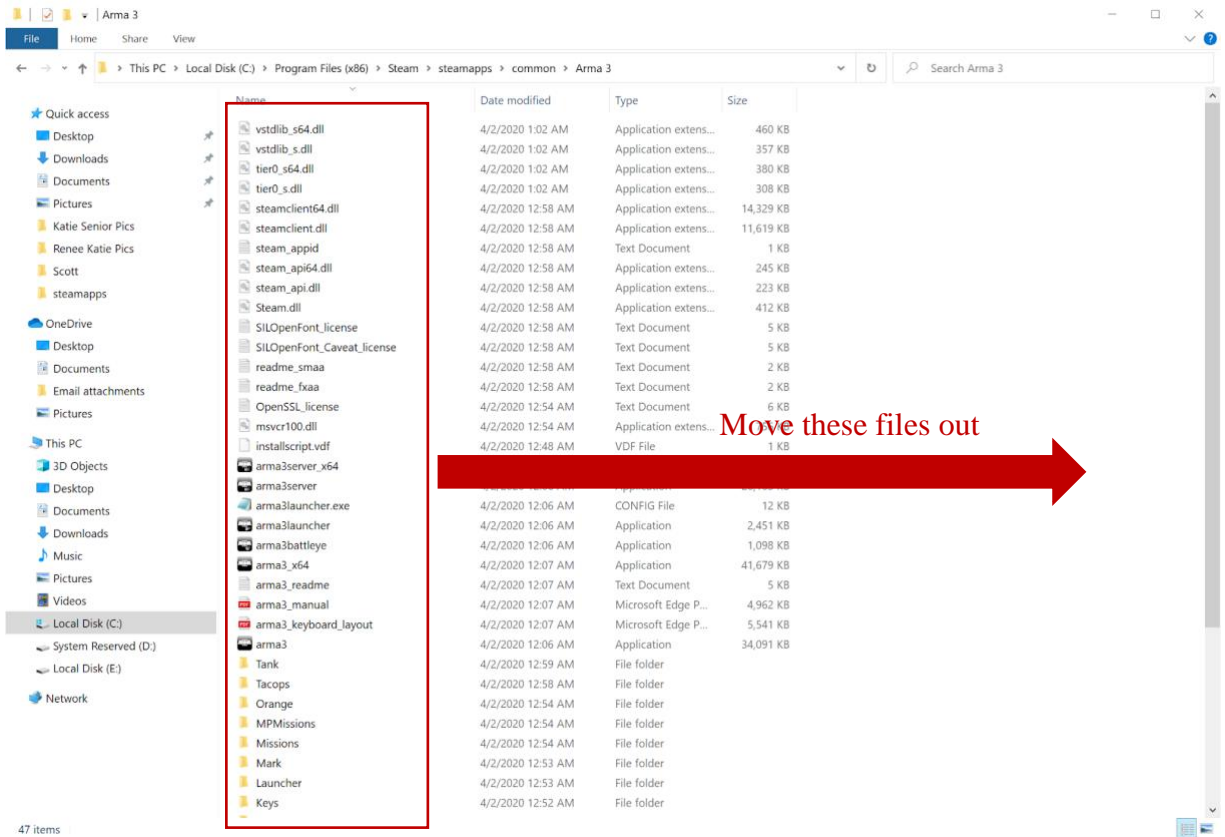 Arma 3
File Home Share View
This PC > Local Disk (C:) > Program Files (x86) > Steam > steamapps > common > Arma 3
Search Arma 3
Name Date modified Type Size
Quick access
Desktop
Downloads
Documents
Pictures
Katie Senior Pics
Renee Katie Pics
Scott
steamapps
OneDrive
Desktop
Documents
Email attachments
Pictures
This PC
3D Objects
Desktop
Documents
Downloads
Music
Pictures
Videos
Local Disk (C:)
System Reserved (D:)
Local Disk (E:)
Network
vstdlib_s64.dll 4/2/2020 1:02 AM Application extens... 460 KB
vstdlib_s.dll 4/2/2020 1:02 AM Application extens... 357 KB
tier0_s64.dll 4/2/2020 1:02 AM Application extens... 380 KB
tier0_s.dll 4/2/2020 1:02 AM Application extens... 308 KB
steamclient64.dll 4/2/2020 12:58 AM Application extens... 14,329 KB
steamclient.dll 4/2/2020 12:58 AM Application extens... 11,619 KB
steam_appid 4/2/2020 12:58 AM Text Document 1 KB
steam_api64.dll 4/2/2020 12:58 AM Application extens... 245 KB
steam_api.dll 4/2/2020 12:58 AM Application extens... 223 KB
Steam.dll 4/2/2020 12:58 AM Application extens... 412 KB
SILOpenFont_license 4/2/2020 12:58 AM Text Document 5 KB
SILOpenFont_Caveat_license 4/2/2020 12:58 AM Text Document 5 KB
readme_smaa 4/2/2020 12:58 AM Text Document 2 KB
readme_fxaa 4/2/2020 12:58 AM Text Document 2 KB
OpenSSL_license 4/2/2020 12:54 AM Text Document 6 KB
msvcr100.dll 4/2/2020 12:54 AM Application extens...
Move these files out
installscript.vdf 4/2/2020 12:48 AM VDF File 1 KB
arma3server_x64
arma3server
arma3launcher.exe 4/2/2020 12:06 AM CONFIG File 12 KB
arma3launcher 4/2/2020 12:06 AM Application 2,451 KB
arma3battleye 4/2/2020 12:06 AM Application 1,098 KB
arma3_x64 4/2/2020 12:07 AM Application 41,679 KB
arma3_readme 4/2/2020 12:07 AM Text Document 5 KB
arma3_manual 4/2/2020 12:07 AM Microsoft Edge P... 4,962 KB
arma3_keyboard_layout 4/2/2020 12:07 AM Microsoft Edge P... 5,541 KB
arma3 4/2/2020 12:06 AM Application 34,091 KB
Tank 4/2/2020 12:59 AM File folder
Tacops 4/2/2020 12:58 AM File folder
Orange 4/2/2020 12:54 AM File folder
MPMissions 4/2/2020 12:54 AM File folder
Missions 4/2/2020 12:54 AM File folder
Mark 4/2/2020 12:53 AM File folder
Launcher 4/2/2020 12:53 AM File folder
Keys 4/2/2020 12:52 AM File folder
47 items